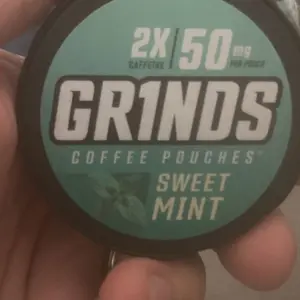 2X 50 mg
CAFFEINE PER POUCH
GR1NDS
COFFEE POUCHES
SWEET
MINT